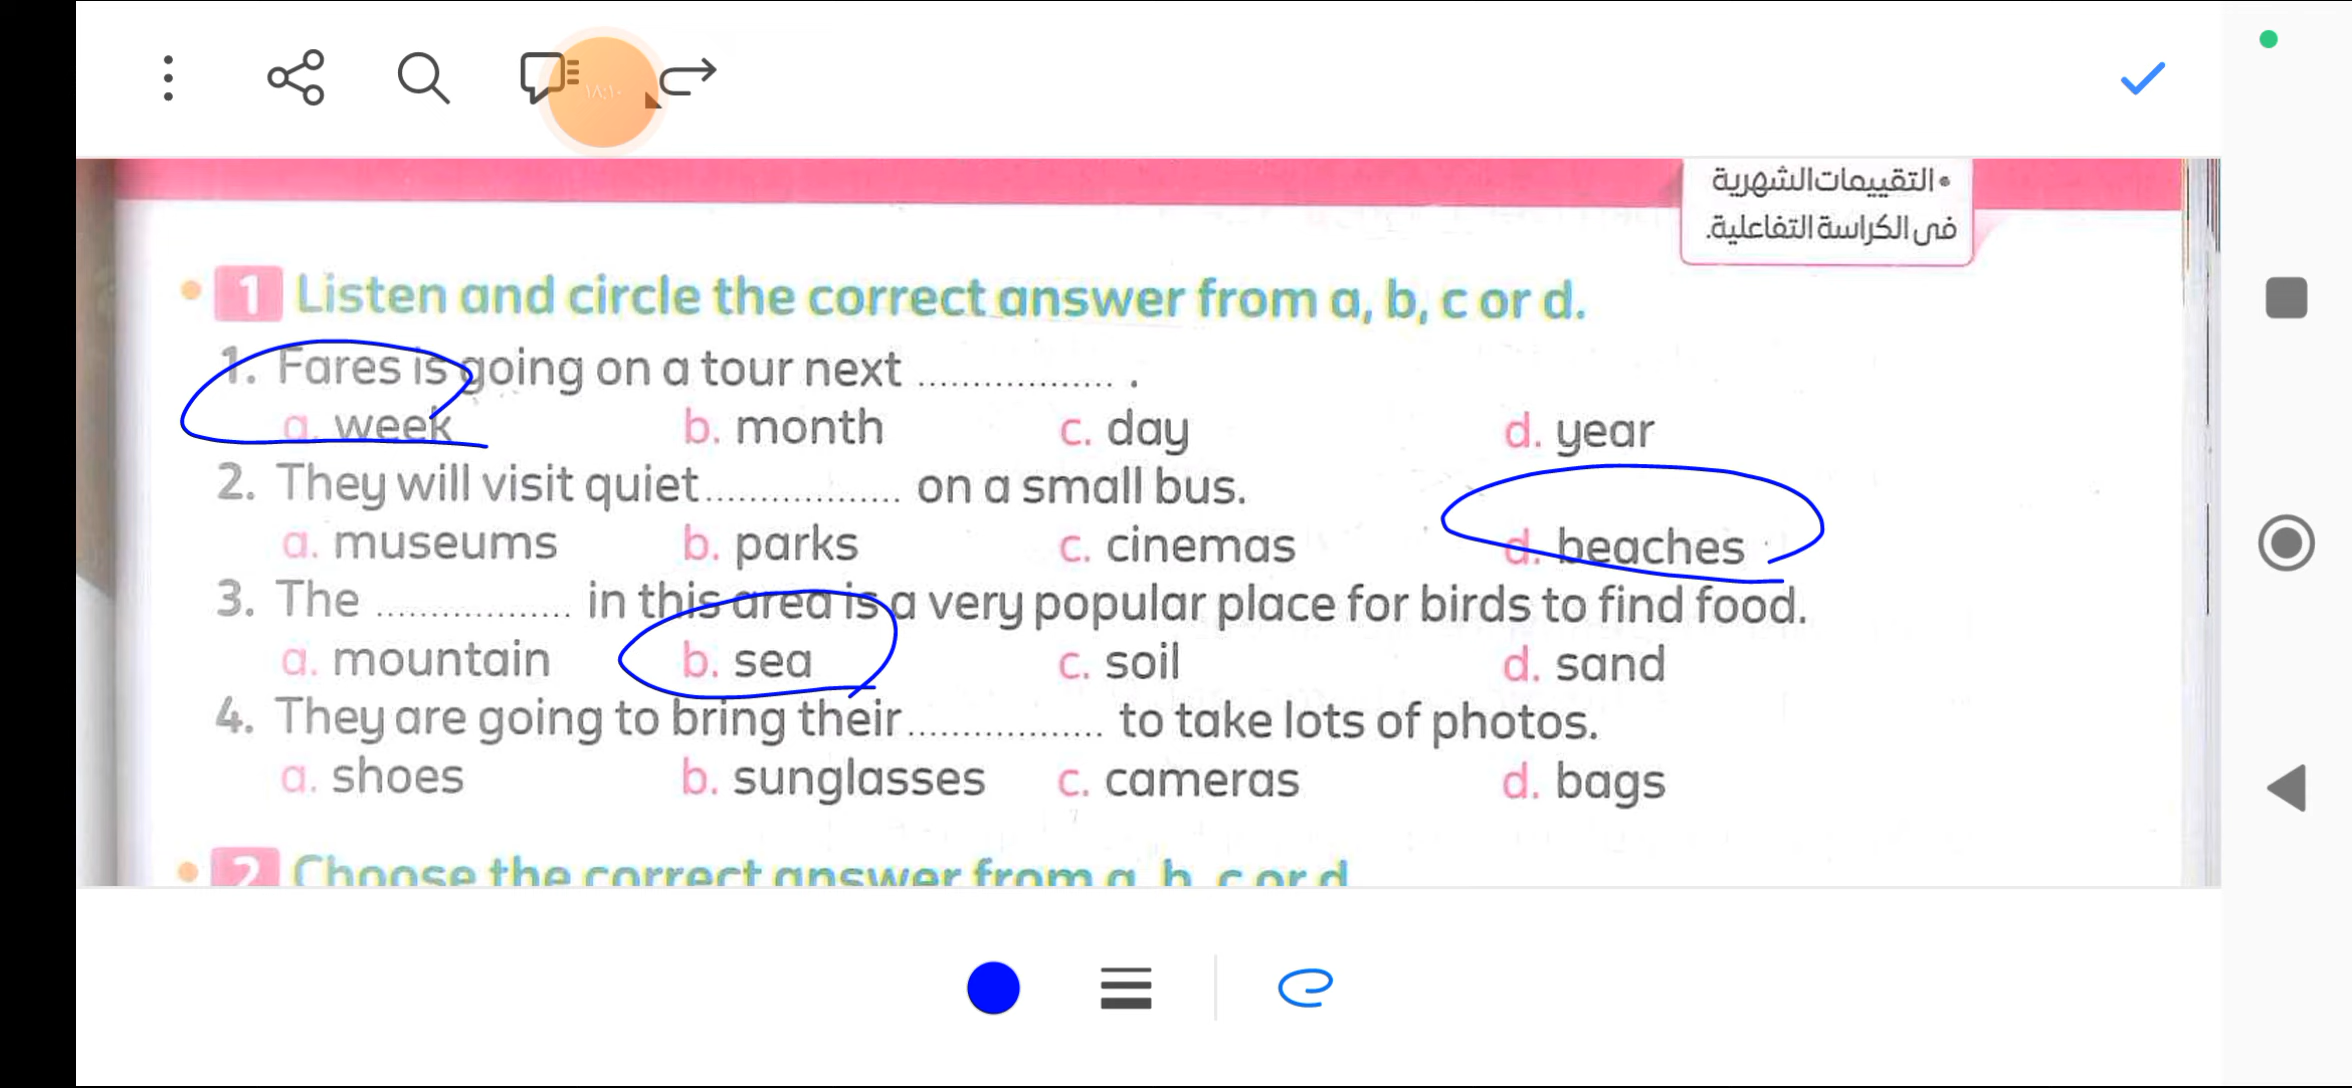 ١٨:١٠
• التقييمات الشهرية
فى الكراسة التفاعلية.
1 Listen and circle the correct answer from a, b, c or d.
1. Fares is going on a tour next .................. .
a. week b. month c. day d. year
2. They will visit quiet .................. on a small bus.
a. museums b. parks c. cinemas d. beaches
3. The .................. in this area is a very popular place for birds to find food.
a. mountain b. sea c. soil d. sand
4. They are going to bring their .................. to take lots of photos.
a. shoes b. sunglasses c. cameras d. bags
2 Choose the correct answer from a, b, c or d